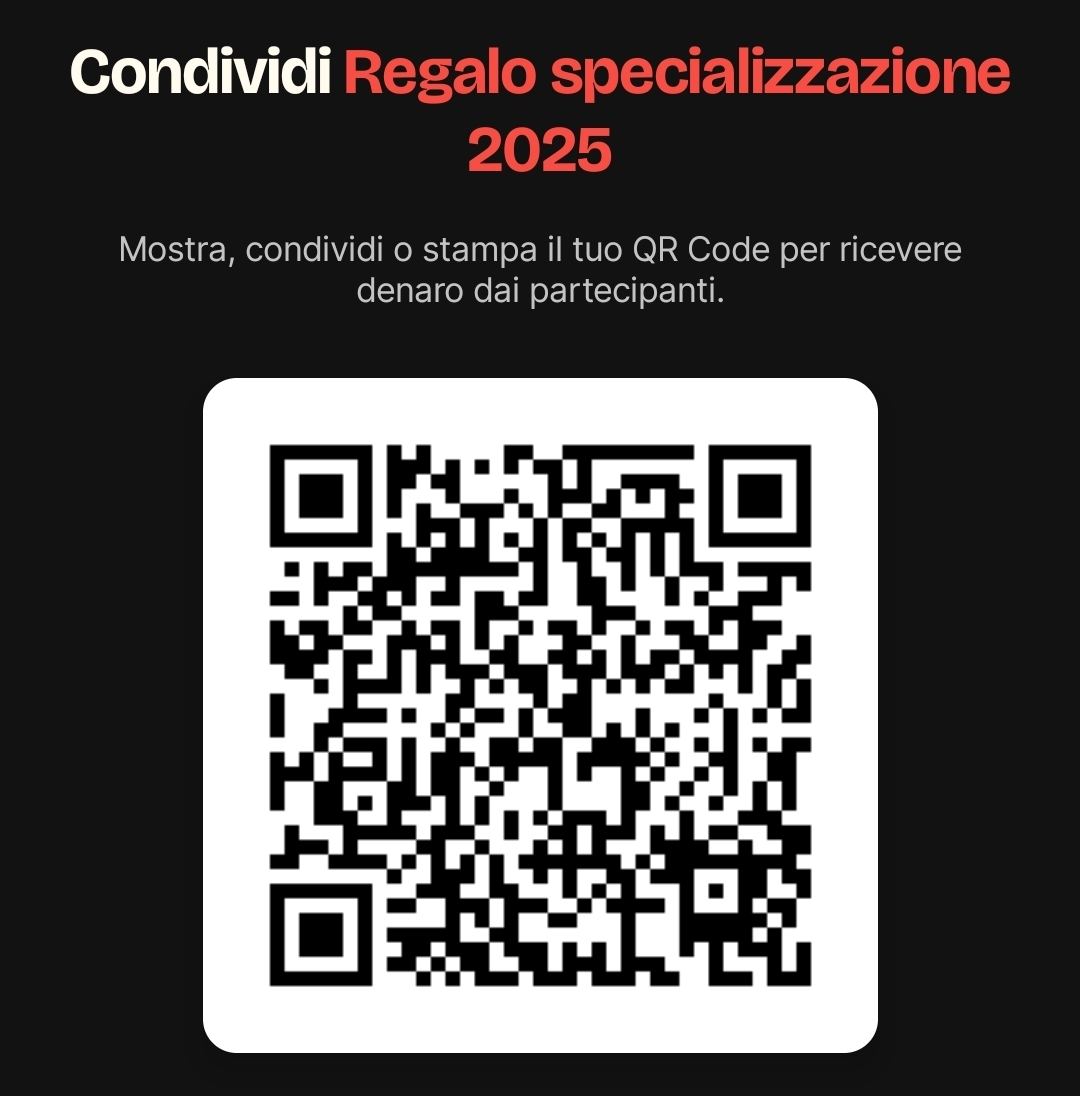 Condividi Regalo specializzazione
2025
Mostra, condividi o stampa il tuo QR Code per ricevere
denaro dai partecipanti.